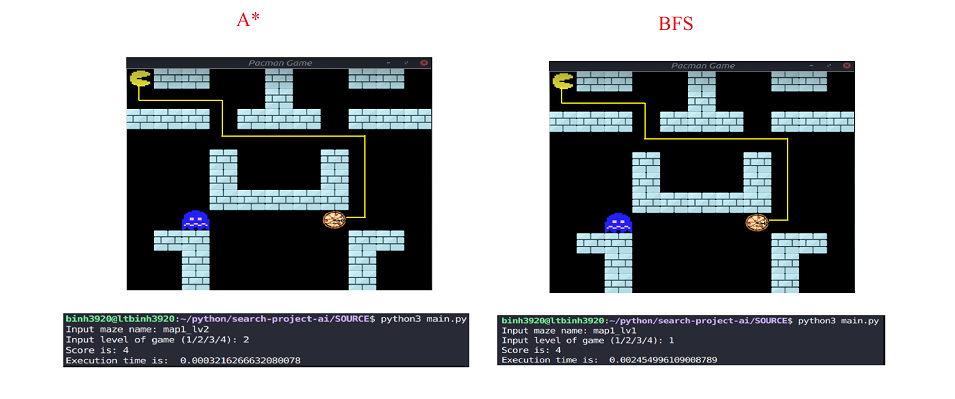 A*
BFS
Pacman Game
Pacman Game
binh3920@ltbinh3920:~/python/search-project-ai/SOURCE$ python3 main.py
Input maze name: map1_lv2
Input level of game (1/2/3/4): 2
Score is: 4
Execution time is:  0.0003216266632080078
binh3920@ltbinh3920:~/python/search-project-ai/SOURCE$ python3 main.py
Input maze name: map1_lv1
Input level of game (1/2/3/4): 1
Score is: 4
Execution time is:  0.002454996109008789